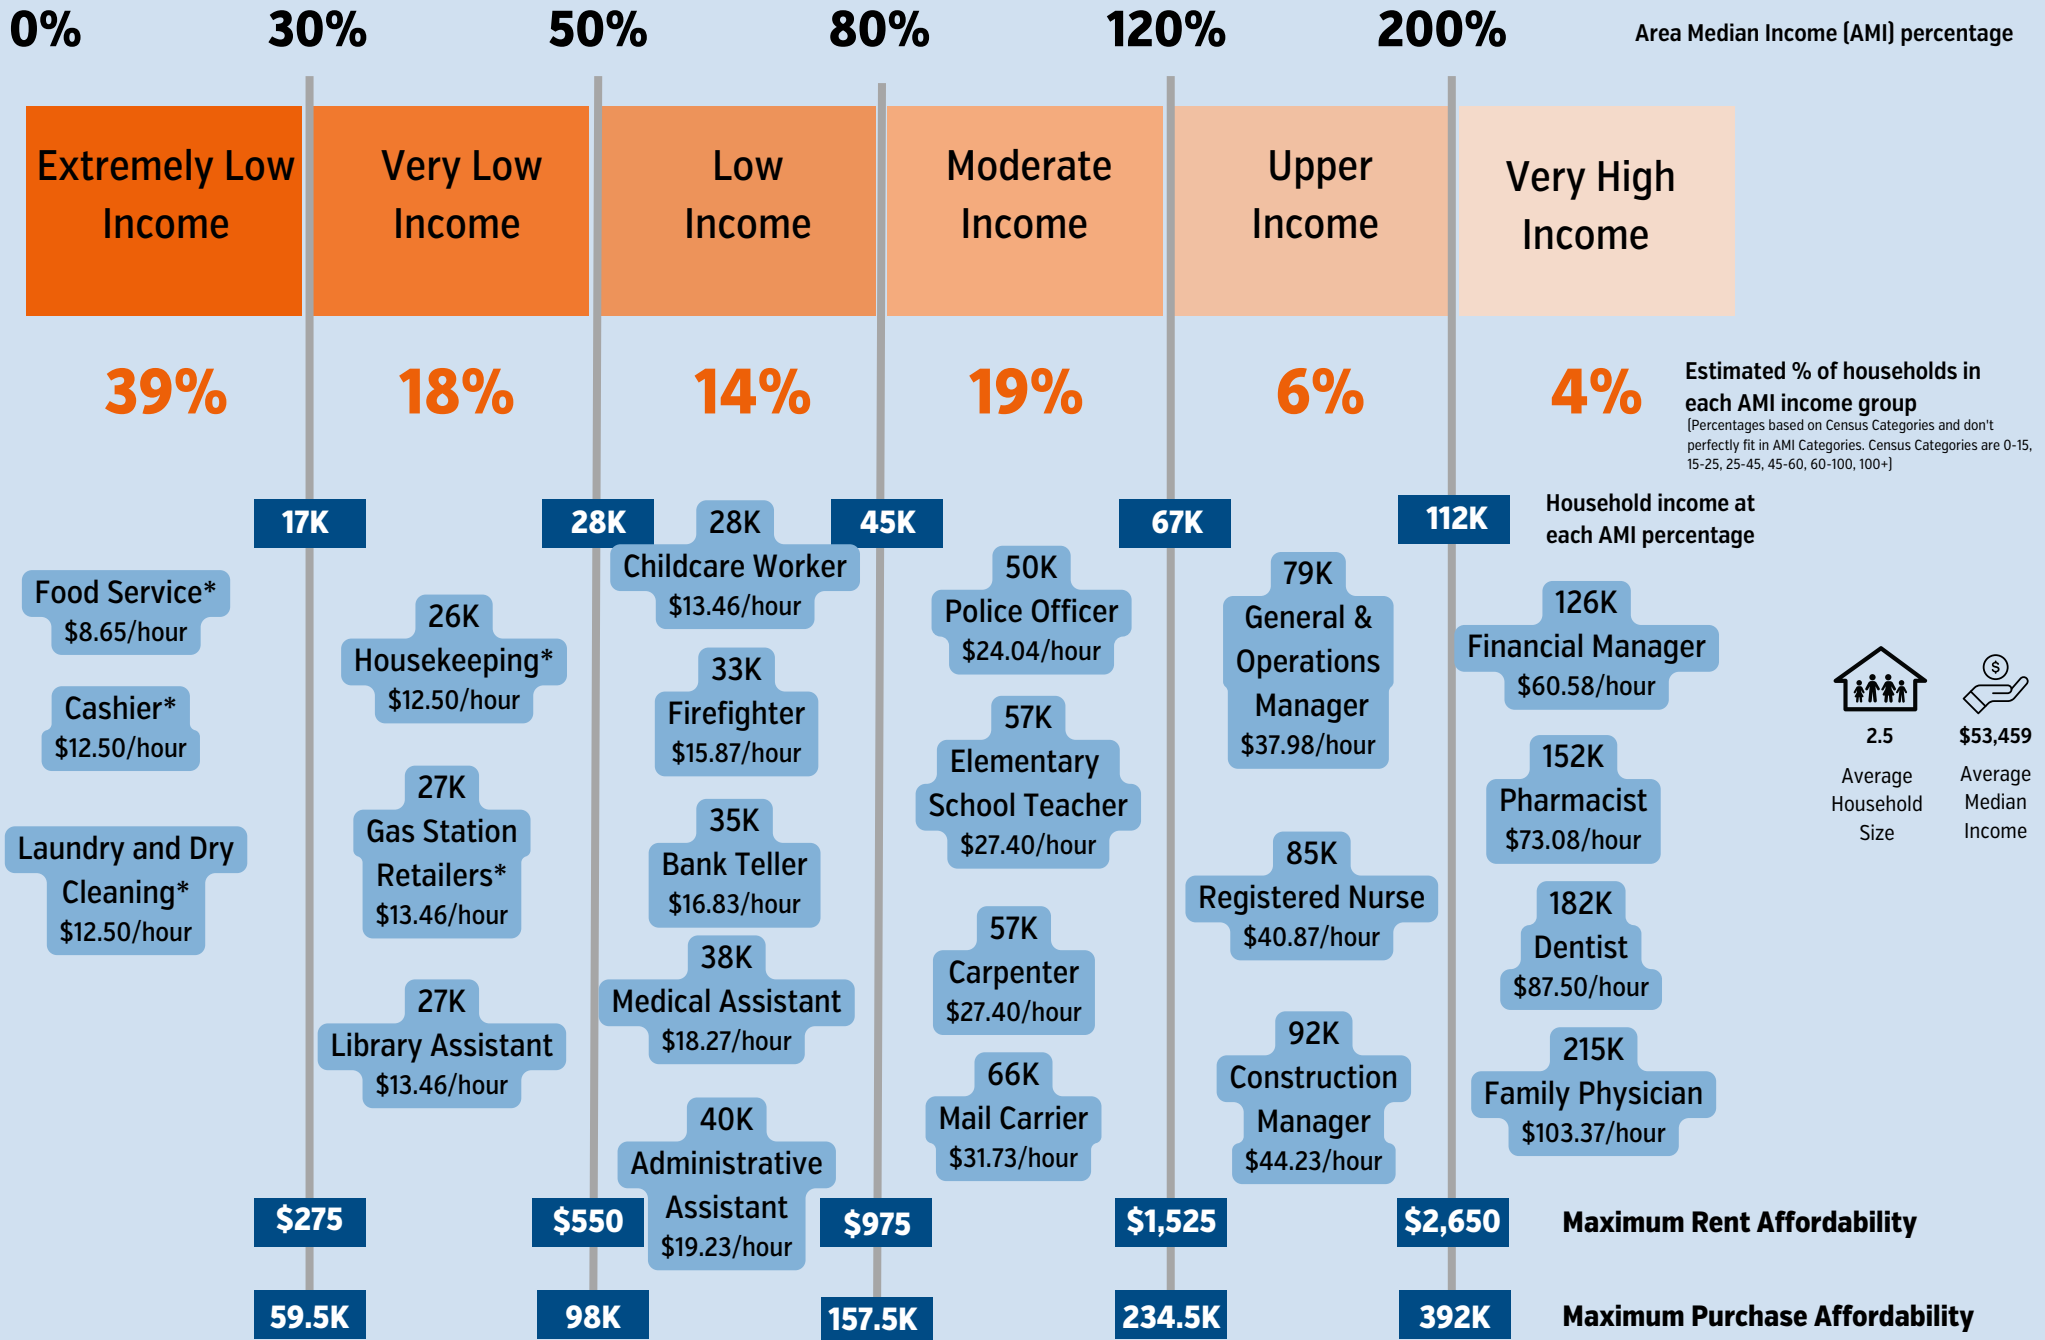 0% 30% 50% 80% 120% 200% Area Median Income (AMI) percentage
Extremely Low
Income
Very Low
Income
Low
Income
Moderate
Income
Upper
Income
Very High
Income
39% 18% 14% 19% 6% 4%
Estimated % of households in
each AMI income group
(Percentages based on Census Categories and don't
perfectly fit in AMI Categories. Census Categories are 0-15,
15-25, 25-45, 45-60, 60-100, 100+)
17K 28K 45K 67K 112K
Household income at
each AMI percentage
Food Service*
$8.65/hour
Cashier*
$12.50/hour
Laundry and Dry
Cleaning*
$12.50/hour
26K
Housekeeping*
$12.50/hour
27K
Gas Station
Retailers*
$13.46/hour
27K
Library Assistant
$13.46/hour
28K
Childcare Worker
$13.46/hour
33K
Firefighter
$15.87/hour
35K
Bank Teller
$16.83/hour
38K
Medical Assistant
$18.27/hour
40K
Administrative
Assistant
$19.23/hour
50K
Police Officer
$24.04/hour
57K
Elementary
School Teacher
$27.40/hour
57K
Carpenter
$27.40/hour
66K
Mail Carrier
$31.73/hour
79K
General &
Operations
Manager
$37.98/hour
85K
Registered Nurse
$40.87/hour
92K
Construction
Manager
$44.23/hour
126K
Financial Manager
$60.58/hour
152K
Pharmacist
$73.08/hour
182K
Dentist
$87.50/hour
215K
Family Physician
$103.37/hour
2.5
Average
Household
Size
$
$53,459
Average
Median
Income
$275 $550 $975 $1,525 $2,650 Maximum Rent Affordability
59.5K 98K 157.5K 234.5K 392K Maximum Purchase Affordability